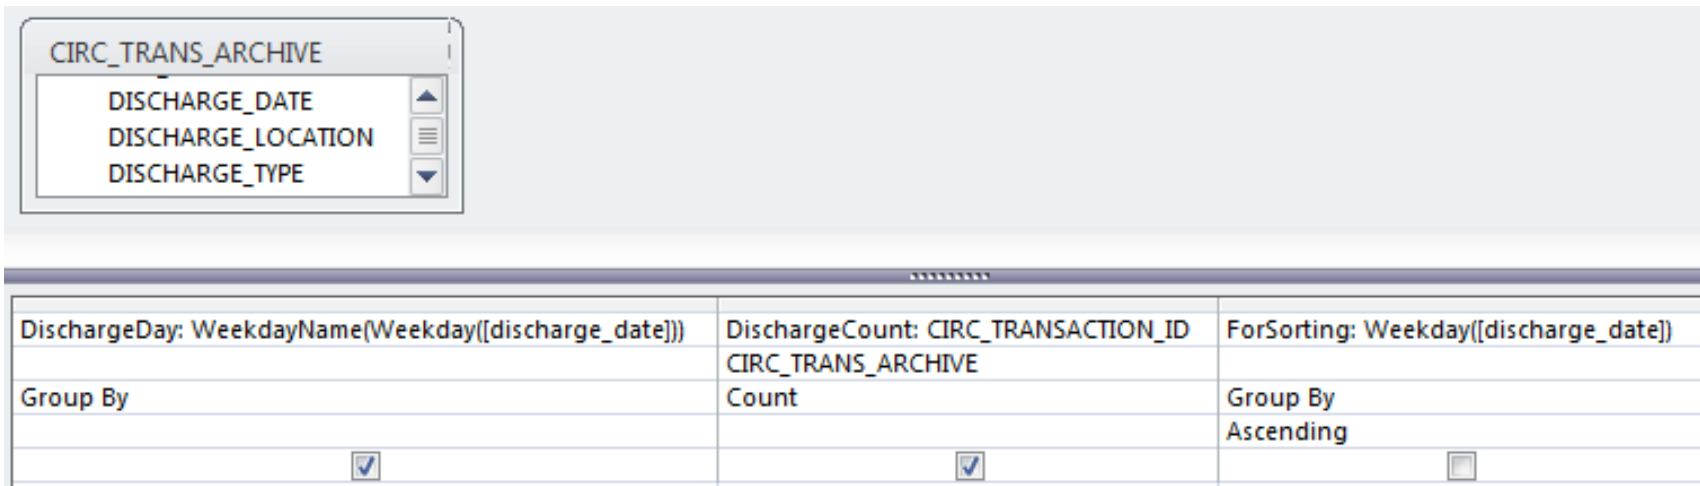 CIRC_TRANS_ARCHIVE
DISCHARGE_DATE
DISCHARGE_LOCATION
DISCHARGE_TYPE
DischargeDay: WeekdayName(Weekday([discharge_date])) DischargeCount: CIRC_TRANSACTION_ID ForSorting: Weekday([discharge_date])
CIRC_TRANS_ARCHIVE
Group By Count Group By
Ascending